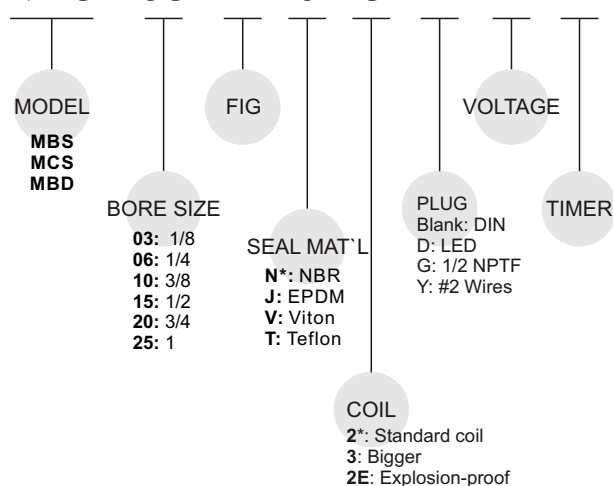 MODEL
MBS
MCS
MBD
BORE SIZE
03: 1/8
06: 1/4
10: 3/8
15: 1/2
20: 3/4
25: 1
FIG
SEAL MAT`L
N*: NBR
J: EPDM
V: Viton
T: Teflon
COIL
2*: Standard coil
3: Bigger
2E: Explosion-proof
PLUG
Blank: DIN
D: LED
G: 1/2 NPTF
Y: #2 Wires
VOLTAGE
TIMER